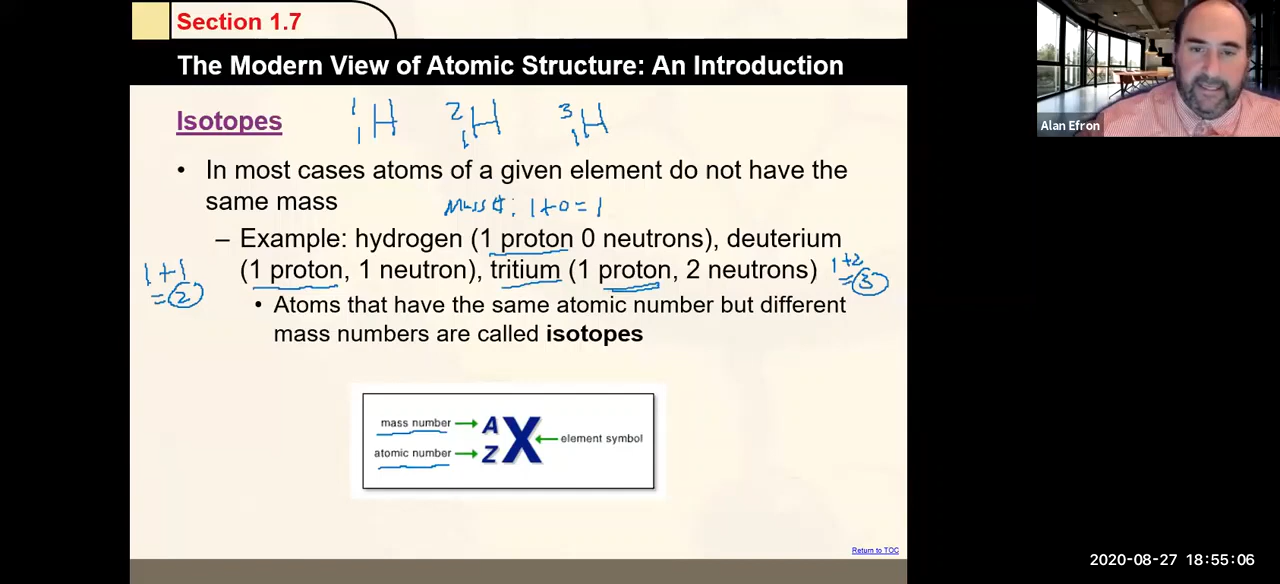 Section 1.7
The Modern View of Atomic Structure: An Introduction
Isotopes
1 1 H 2 1 H 3 1 H
• In most cases atoms of a given element do not have the
same mass
Mass #: 1+0=1
– Example: hydrogen (1 proton 0 neutrons), deuterium
(1 proton, 1 neutron), tritium (1 proton, 2 neutrons)
1+1
=2
1+2
=3
• Atoms that have the same atomic number but different
mass numbers are called isotopes
mass number A
X element symbol
atomic number Z
Return to TOC
Alan Efron
2020-08-27 18:55:06